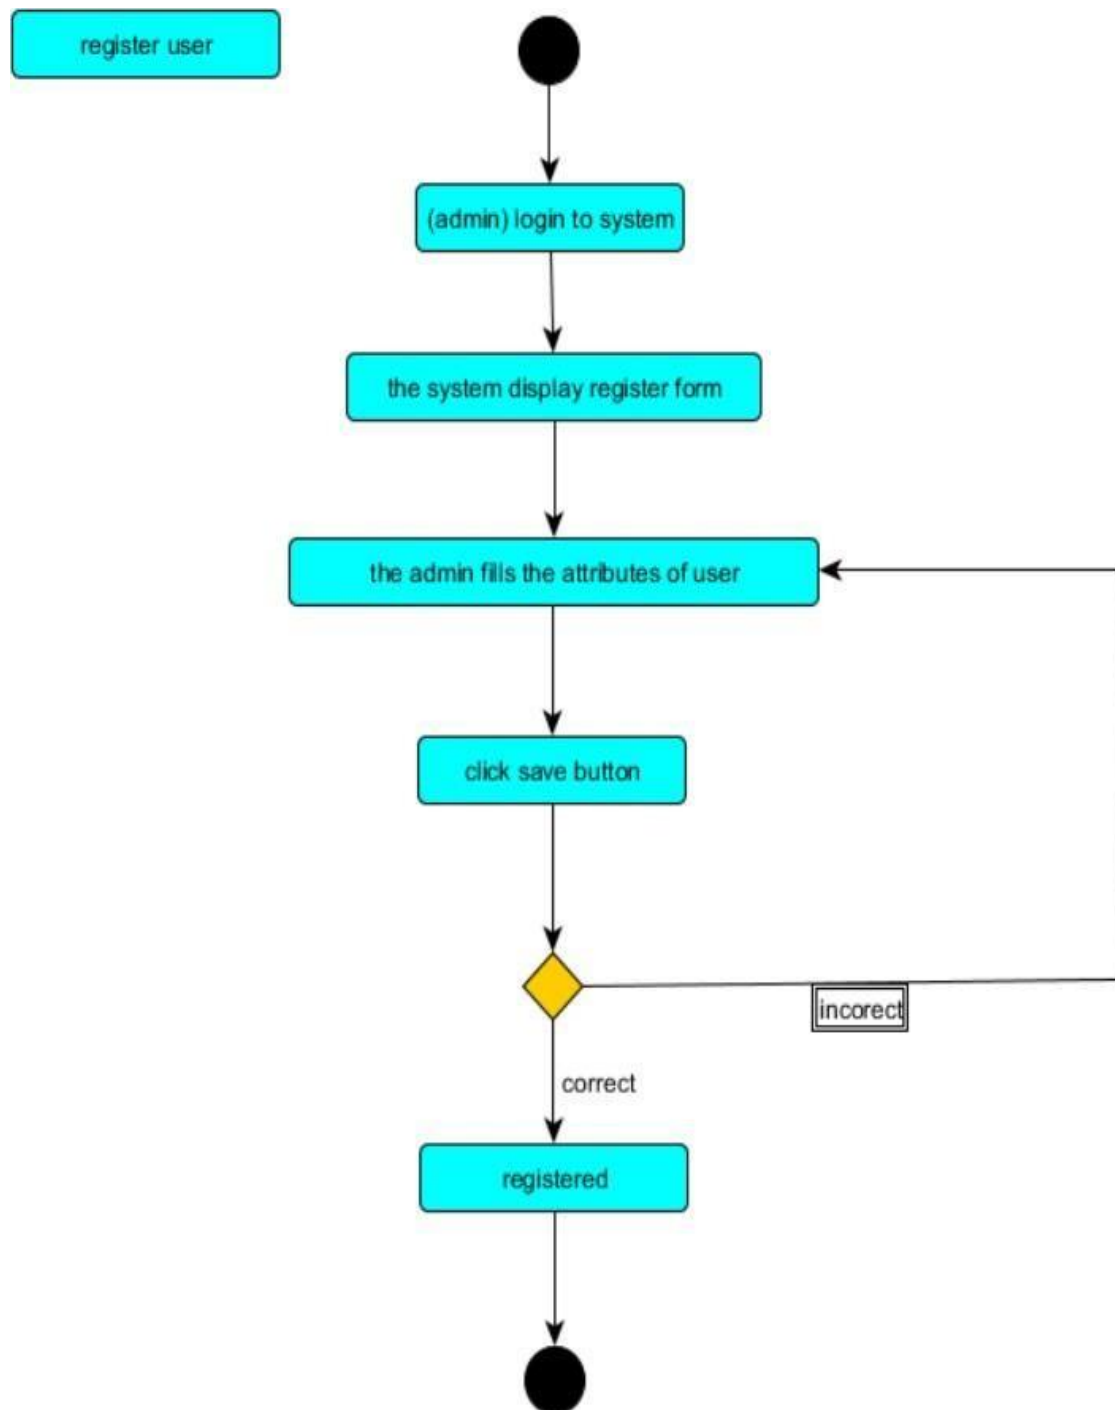 register user
(admin) login to system
the system display register form
the admin fills the attributes of user
click save button
incorect
correct
registered